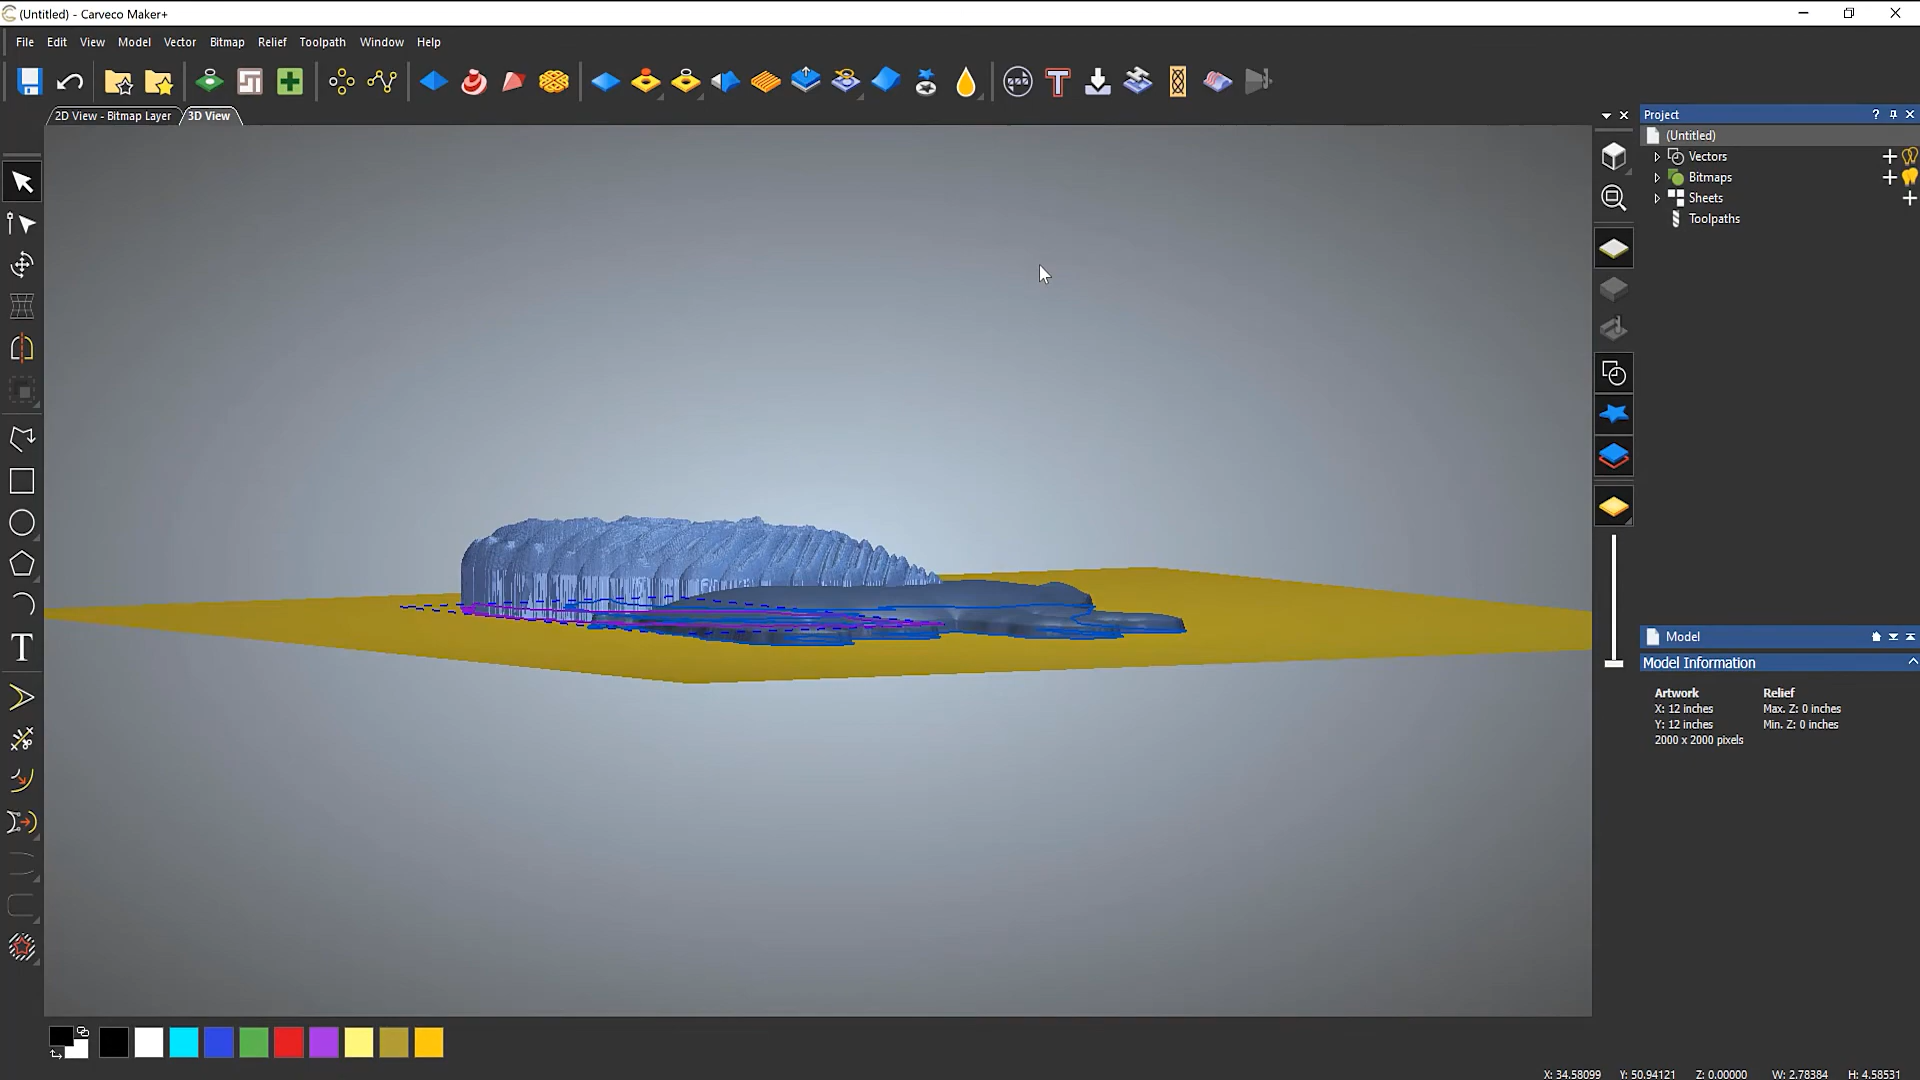 (Untitled) - Carveco Maker+
File Edit View Model Vector Bitmap Relief Toolpath Window Help
2D View - Bitmap Layer 3D View
Project
(Untitled)
Vectors
Bitmaps
Sheets
Toolpaths
Model
Model Information
Artwork Relief
X: 12 inches Max. Z: 0 inches
Y: 12 inches Min. Z: 0 inches
2000 x 2000 pixels
X: 34.58099 Y: 50.94121 Z: 0.00000 W: 2.78384 H: 4.58531